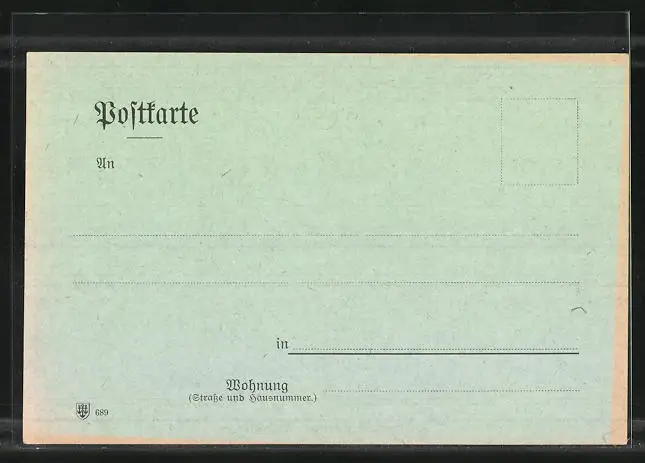 Postkarte
An
in
Wohnung
(Straße und Hausnummer.)
689